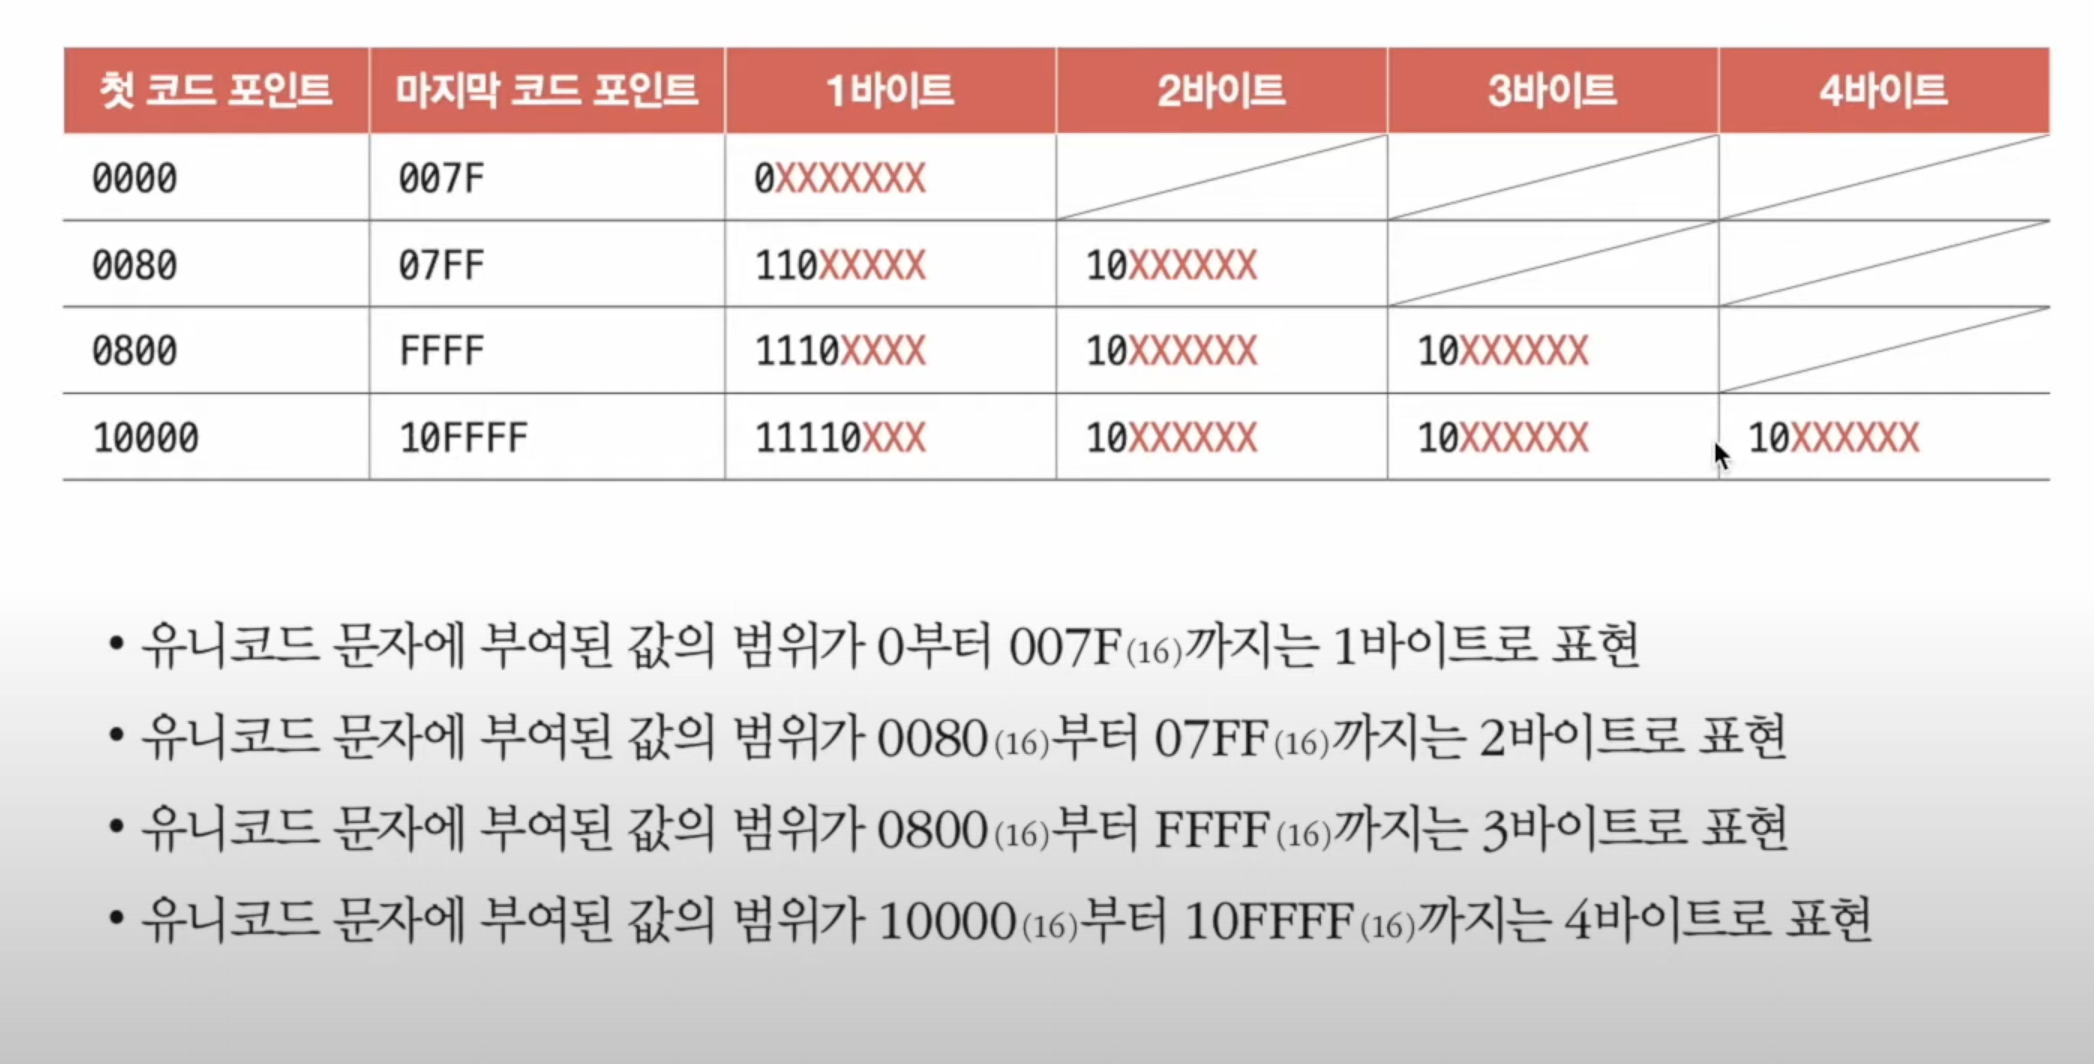 첫 코드 포인트 마지막 코드 포인트 1바이트 2바이트 3바이트 4바이트
0000 007F 0XXXXXXX
0080 07FF 110XXXXX 10XXXXXX
0800 FFFF 1110XXXX 10XXXXXX 10XXXXXX
10000 10FFFF 11110XXX 10XXXXXX 10XXXXXX 10XXXXXX
• 유니코드 문자에 부여된 값의 범위가 0부터 007F(16)까지는 1바이트로 표현
• 유니코드 문자에 부여된 값의 범위가 0080(16)부터 07FF(16)까지는 2바이트로 표현
• 유니코드 문자에 부여된 값의 범위가 0800(16)부터 FFFF(16)까지는 3바이트로 표현
• 유니코드 문자에 부여된 값의 범위가 10000(16)부터 10FFFF(16)까지는 4바이트로 표현